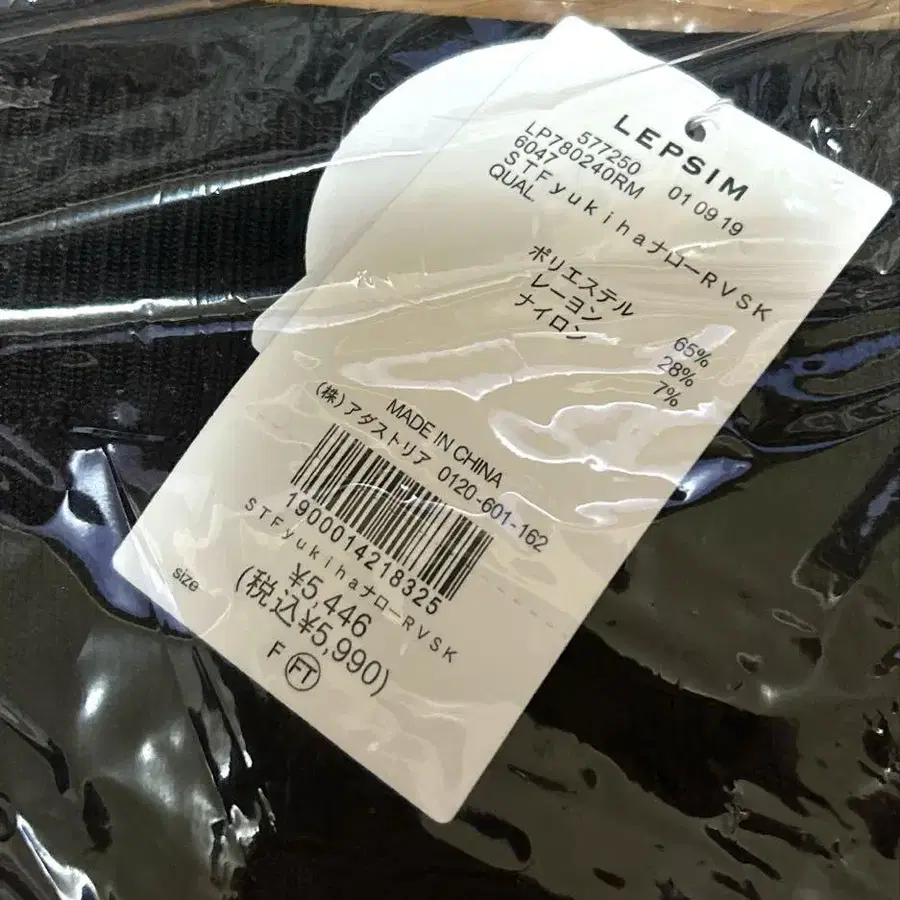 LEPSIM
577250
LP780240RM 01 09 19
6047
STFyukihaナローRVSK
QUAL.
ポリエステル 65%
レーヨン 28%
ナイロン 7%
MADE IN CHINA
(株)アダストリア 0120-601-162
1900014218325
STFyukihaナローRVSK
¥5,446
(税込¥5,990)
size F FT